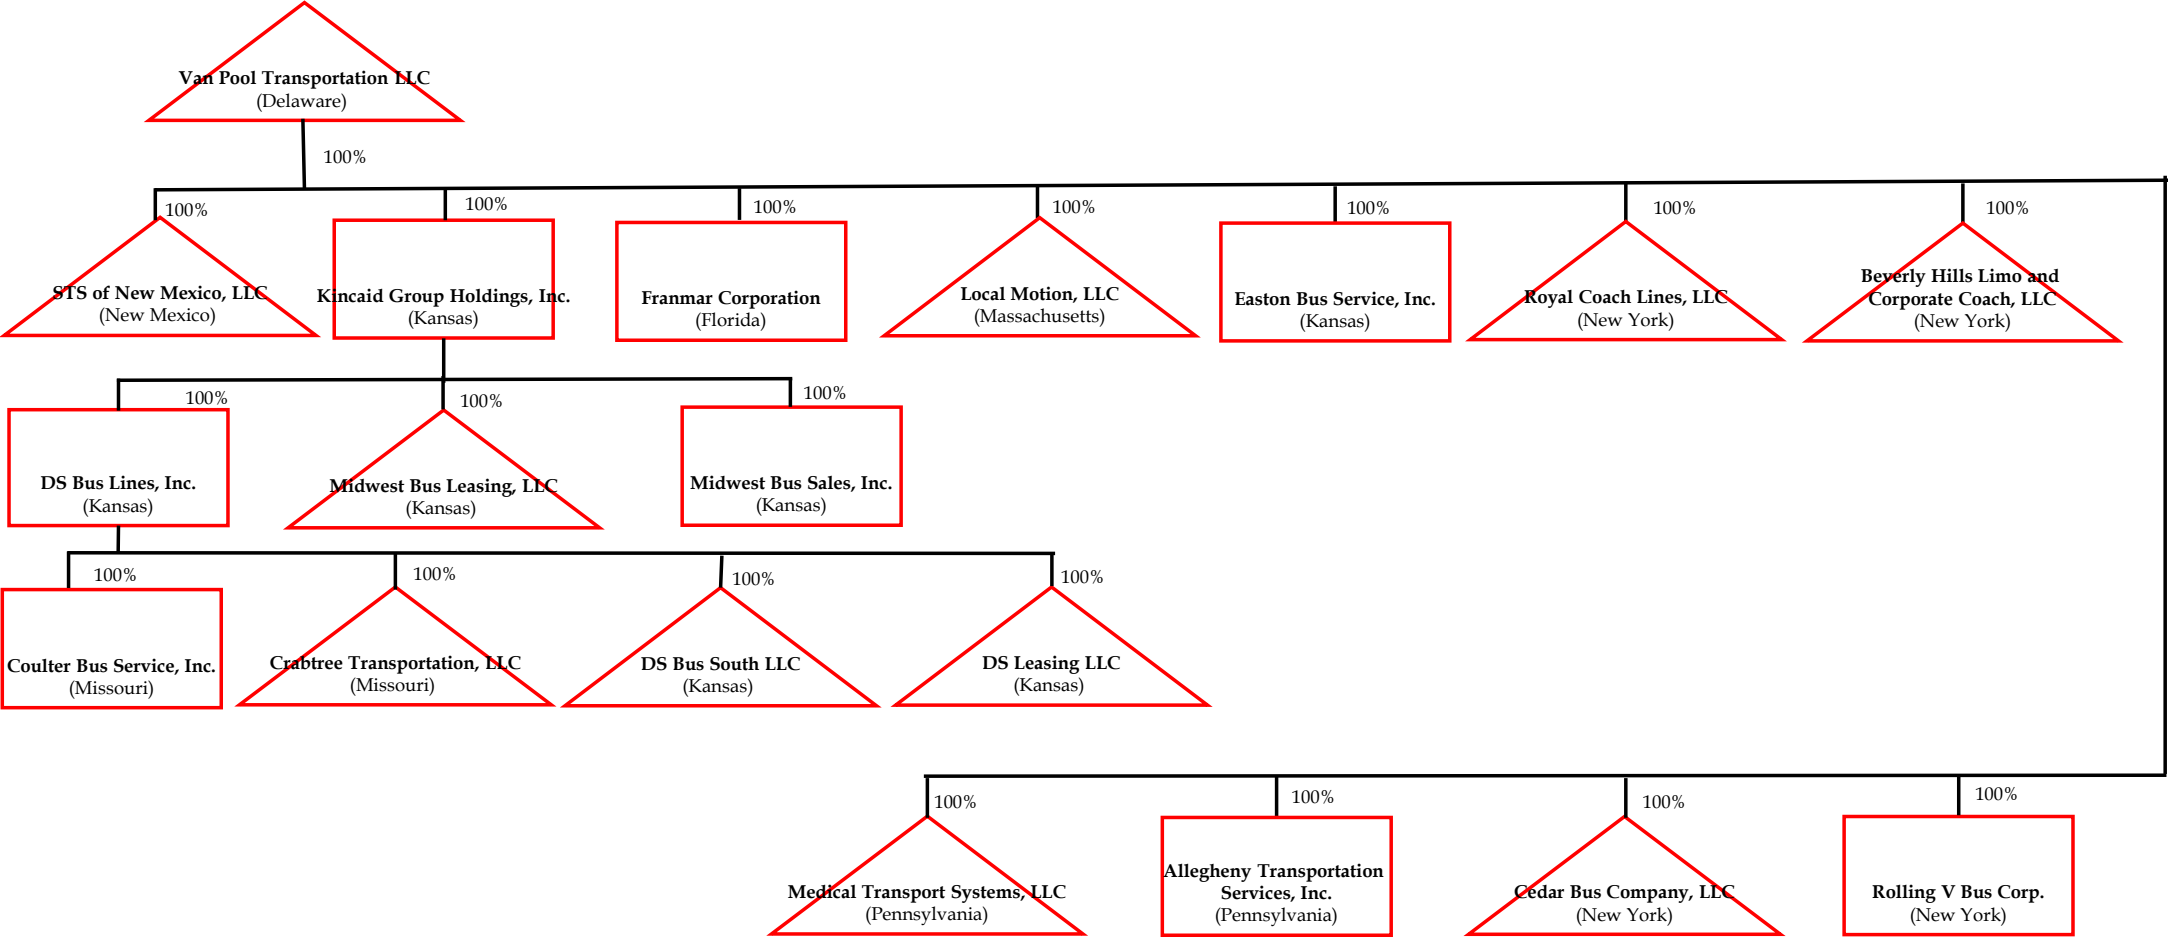 Van Pool Transportation LLC
(Delaware)
100%
100%
100%
100%
100%
100%
100%
100%
STS of New Mexico, LLC
(New Mexico)
Kincaid Group Holdings, Inc.
(Kansas)
Franmar Corporation
(Florida)
Local Motion, LLC
(Massachusetts)
Easton Bus Service, Inc.
(Kansas)
Royal Coach Lines, LLC
(New York)
Beverly Hills Limo and
Corporate Coach, LLC
(New York)
100%
100%
100%
DS Bus Lines, Inc.
(Kansas)
Midwest Bus Leasing, LLC
(Kansas)
Midwest Bus Sales, Inc.
(Kansas)
100%
100%
100%
100%
Coulter Bus Service, Inc.
(Missouri)
Crabtree Transportation, LLC
(Missouri)
DS Bus South LLC
(Kansas)
DS Leasing LLC
(Kansas)
100%
100%
100%
100%
Medical Transport Systems, LLC
(Pennsylvania)
Allegheny Transportation
Services, Inc.
(Pennsylvania)
Cedar Bus Company, LLC
(New York)
Rolling V Bus Corp.
(New York)